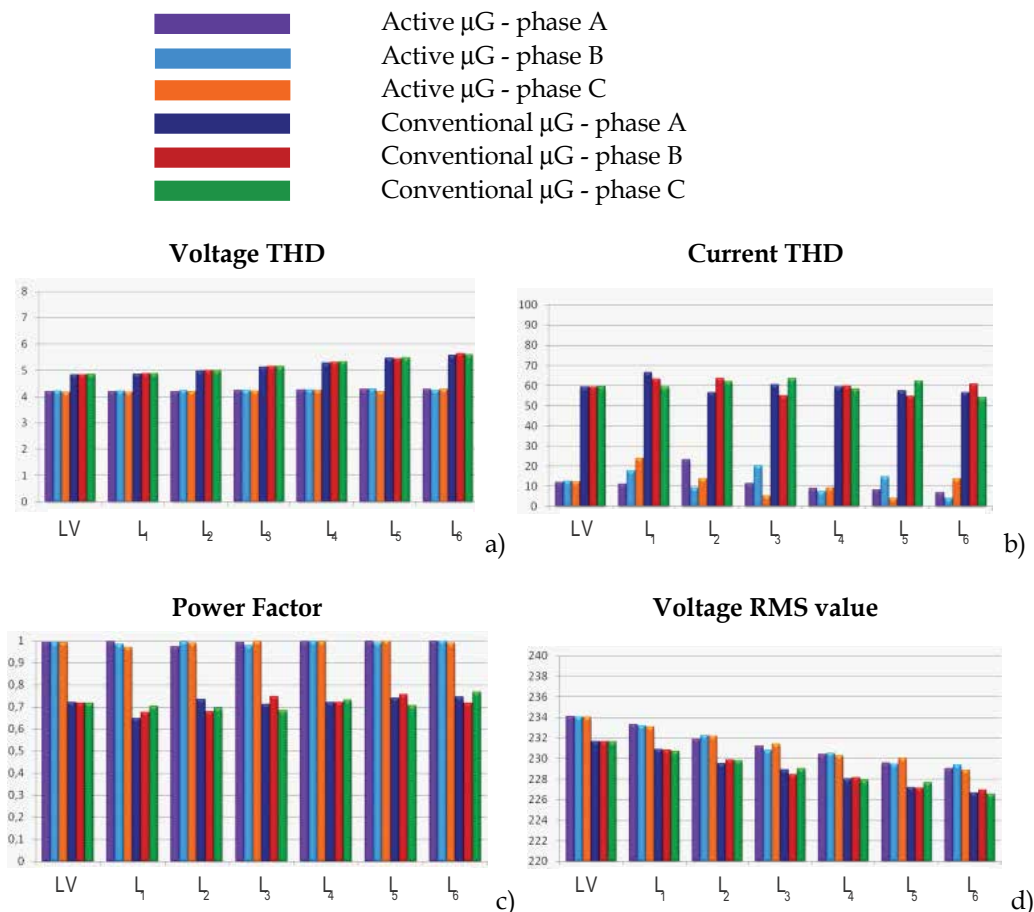 Active μG - phase A
Active μG - phase B
Active μG - phase C
Conventional μG - phase A
Conventional μG - phase B
Conventional μG - phase C
Voltage THD
8
7
6
5
4
3
2
1
0
LV L1 L2 L3 L4 L5 L6
a)
Current THD
100
90
80
70
60
50
40
30
20
10
0
LV L1 L2 L3 L4 L5 L6
b)
Power Factor
1
0,9
0,8
0,7
0,6
0,5
0,4
0,3
0,2
0,1
0
LV L1 L2 L3 L4 L5 L6
c)
Voltage RMS value
240
238
236
234
232
230
228
226
224
222
220
LV L1 L2 L3 L4 L5 L6
d)